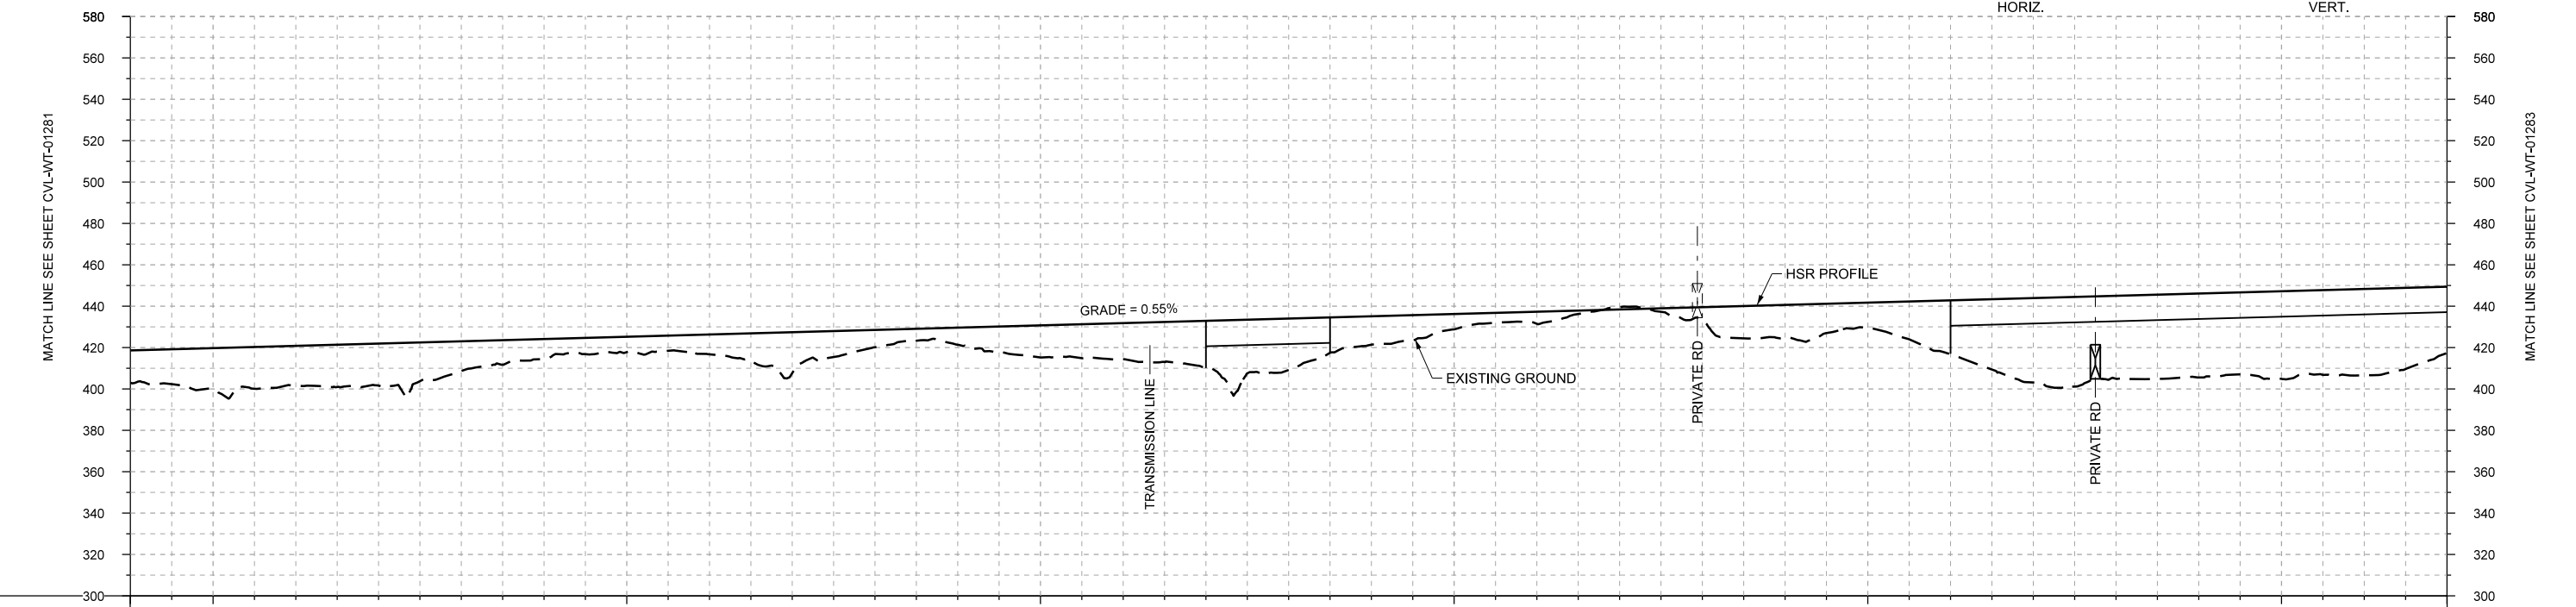 HORIZ. VERT.
580 580
560 560
540 540
520 520
500 500
480 480
460 460
440 440
420 420
400 400
380 380
360 360
340 340
320 320
300 300
MATCH LINE SEE SHEET CVL-WT-01281
GRADE = 0.55%
TRANSMISSION LINE
EXISTING GROUND
PRIVATE RD
HSR PROFILE
PRIVATE RD
MATCH LINE SEE SHEET CVL-WT-01283